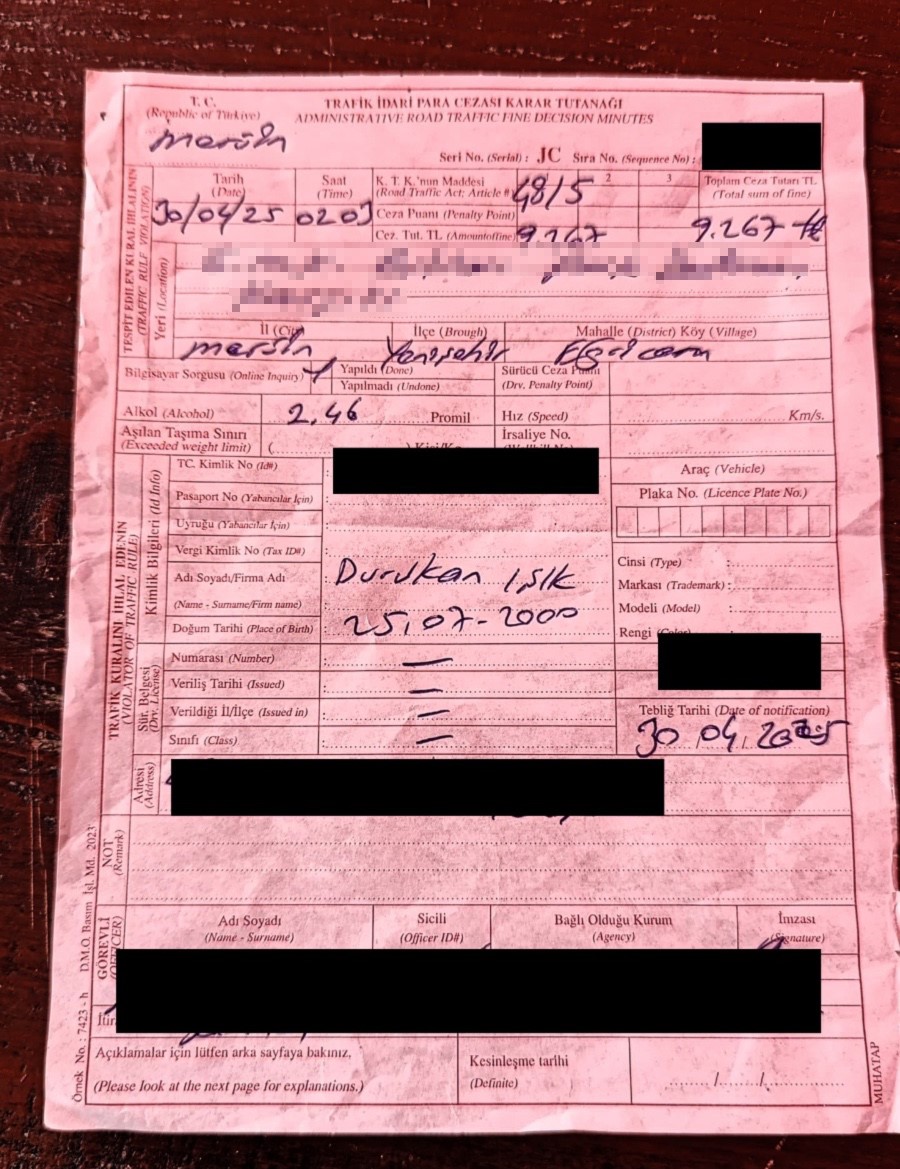 T. C.
(Republic of Türkiye)
TRAFİK İDARİ PARA CEZASI KARAR TUTANAĞI
ADMINISTRATIVE ROAD TRAFFIC FINE DECISION MINUTES
Mersin
Seri No. (Serial) : JC Sıra No. (Sequence No) :
TESPİT EDİLEN KURAL İHLALİNİN
(TRAFFIC RULE VIOLATION)
Tarih
(Date)
30/04/25
Saat
(Time)
0203
K. T. K.'nun Maddesi
(Road Traffic Act; Article #)
1 2 3
48/5
Ceza Puanı (Penalty Point)
Cez. Tut. TL (Amountoffine)
9.267
Toplam Ceza Tutarı TL
(Total sum of fine)
9.267 TL
Yeri (Location)
İl (City) İlçe (Brough) Mahalle (District) Köy (Village)
Mersin Yenişehir Eğriçam
Bilgisayar Sorgusu (Online Inquiry)
Yapıldı (Done)
Yapılmadı (Undone)
Sürücü Ceza Puanı
(Drv. Penalty Point)
Alkol (Alcohol) 2,46 Promil
Hız (Speed) Km/s.
Aşılan Taşıma Sınırı
(Exceeded weight limit) (
İrsaliye No.
TRAFİK KURALINI İHLAL EDENİN
(VIOLATOR OF TRAFFIC RULE)
Kimlik Bilgileri (Id Info)
TC. Kimlik No (Id#) :
Pasaport No (Yabancılar İçin) :
Uyruğu (Yabancılar İçin) :
Vergi Kimlik No (Tax ID#) :
Adı Soyadı/Firma Adı
(Name - Surname/Firm name) :
Durukan IŞIK
Doğum Tarihi (Place of Birth) : 25.07-2000
Araç (Vehicle)
Plaka No. (Licence Plate No.)
Cinsi (Type) :
Markası (Trademark) :
Modeli (Model) :
Rengi (Color)
Sür. Belgesi
(Drv. License)
Numarası (Number) : —
Veriliş Tarihi (Issued) : —
Verildiği İl/İlçe (Issued in) : —
Sınıfı (Class) : —
Tebliğ Tarihi (Date of notification)
30.04.2025
Adresi
(Address)
NOT
(Remark)
GÖREVLİ
Adı Soyadı
(Name - Surname)
Sicili
(Officer ID#)
Bağlı Olduğu Kurum
(Agency)
İmzası
(Signature)
Açıklamalar için lütfen arka sayfaya bakınız.
(Please look at the next page for explanations.)
Kesinleşme tarihi
(Definite)
......./......./.......
Örnek No. : 7423 - h D.M.O. Basım İşl. Md. 2023
MUHATAP